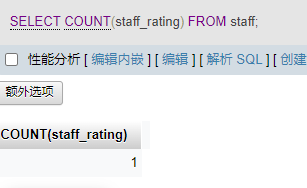 SELECT COUNT(staff_rating) FROM staff;
性能分析 [ 编辑内嵌 ] [ 编辑 ] [ 解析 SQL ] [ 创建
额外选项
COUNT(staff_rating)
1